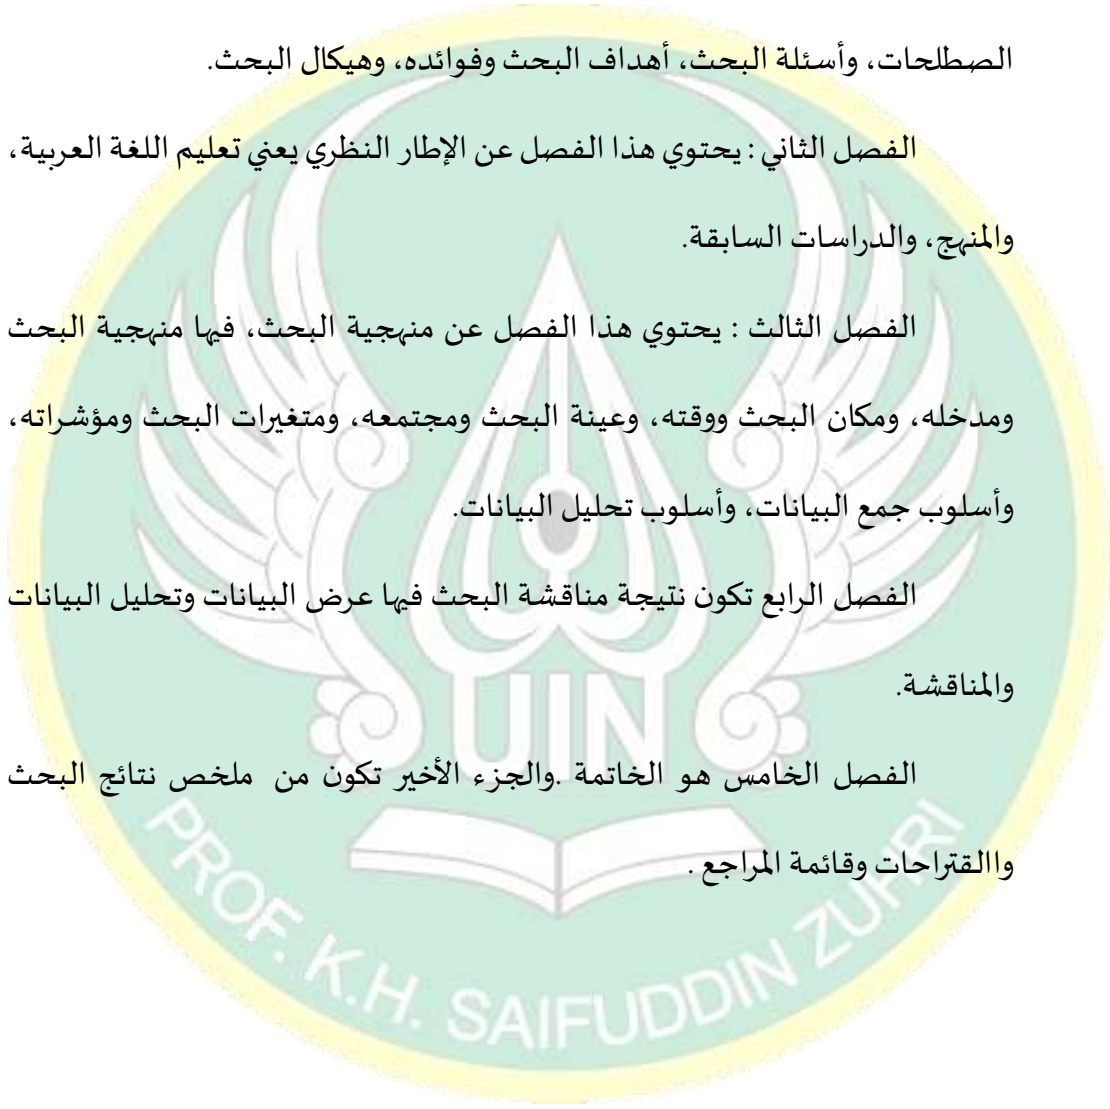 الصطلحات، وأسئلة البحث، أهداف البحث وفوائده، وهيكال البحث.
الفصل الثاني : يحتوي هذا الفصل عن الإطار النظري يعني تعليم اللغة العربية،
والمنهج، والدراسات السابقة.
الفصل الثالث : يحتوي هذا الفصل عن منهجية البحث، فيها منهجية البحث
ومدخله، ومكان البحث ووقته، وعينة البحث ومجتمعه، ومتغيرات البحث ومؤشراته،
وأسلوب جمع البيانات، وأسلوب تحليل البيانات.
الفصل الرابع تكون نتيجة مناقشة البحث فيها عرض البيانات وتحليل البيانات
والمناقشة.
الفصل الخامس هو الخاتمة .والجزء الأخير تكون من ملخص نتائج البحث
واالقتراحات وقائمة المراجع .
UIN
PROF. K.H. SAIFUDDIN ZUHRI